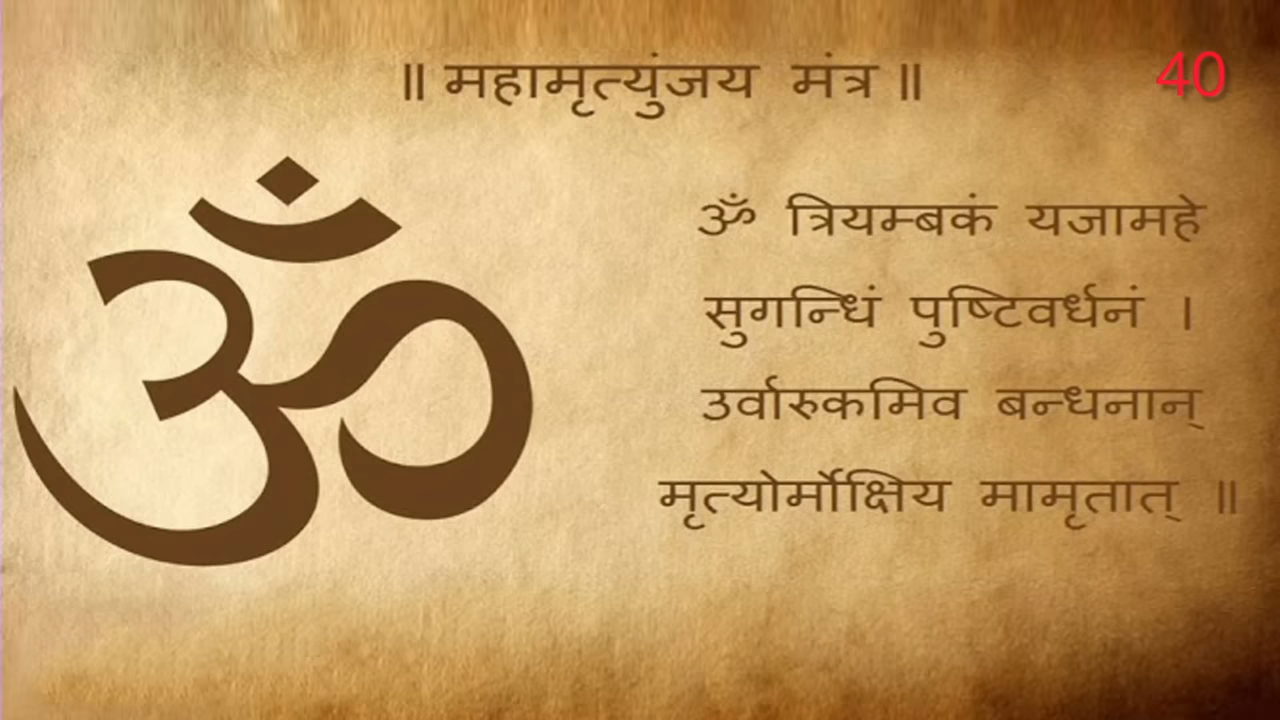 ॥ महामृत्युंजय मंत्र ॥
40
ॐ
ॐ त्रियम्बकं यजामहे
सुगन्धिं पुष्टिवर्धनं ।
उर्वारुकमिव बन्धनान्
मृत्योर्मोक्षिय मामृतात् ॥